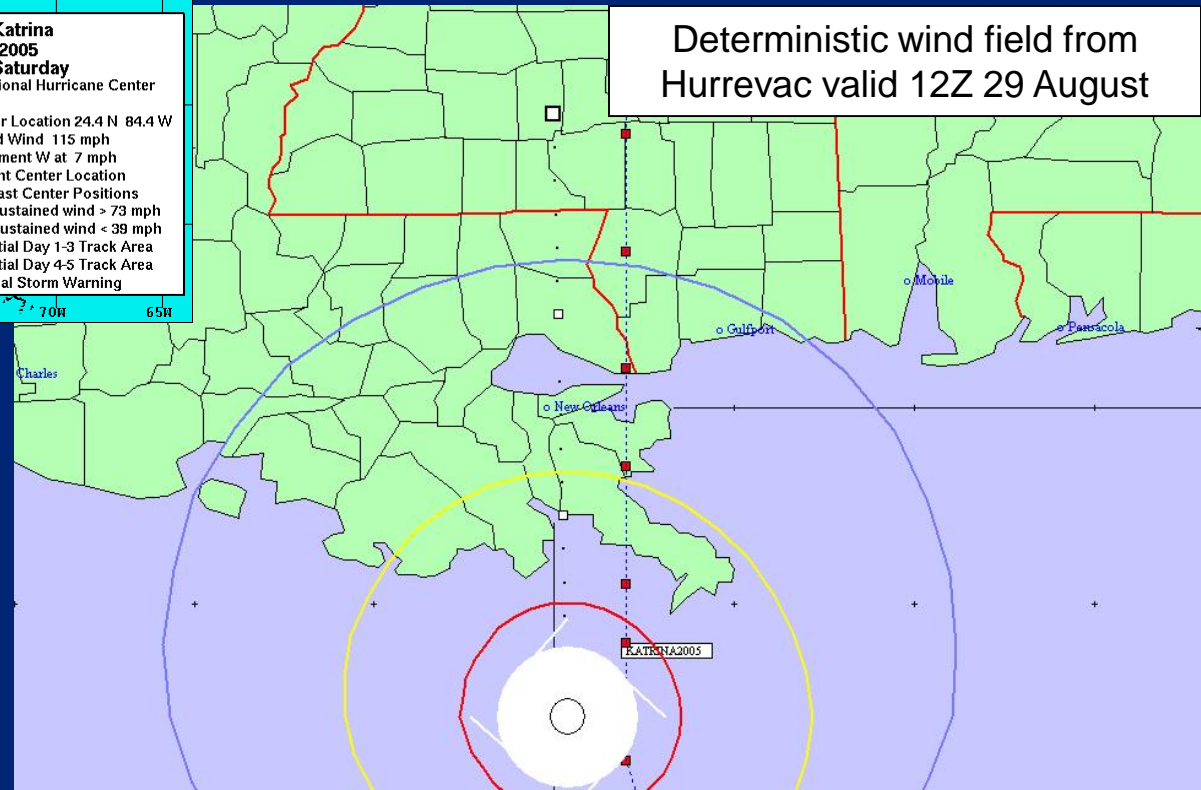 Katrina
2005
Saturday
ional Hurricane Center
r Location 24.4 N 84.4 W
d Wind 115 mph
ment W at 7 mph
nt Center Location
ast Center Positions
ustained wind > 73 mph
ustained wind < 39 mph
tial Day 1-3 Track Area
tial Day 4-5 Track Area
al Storm Warning
70W 65W
Deterministic wind field from
Hurrevac valid 12Z 29 August
Mobile
Gulfport
Pensacola
Charles
New Orleans
KATRINA2005